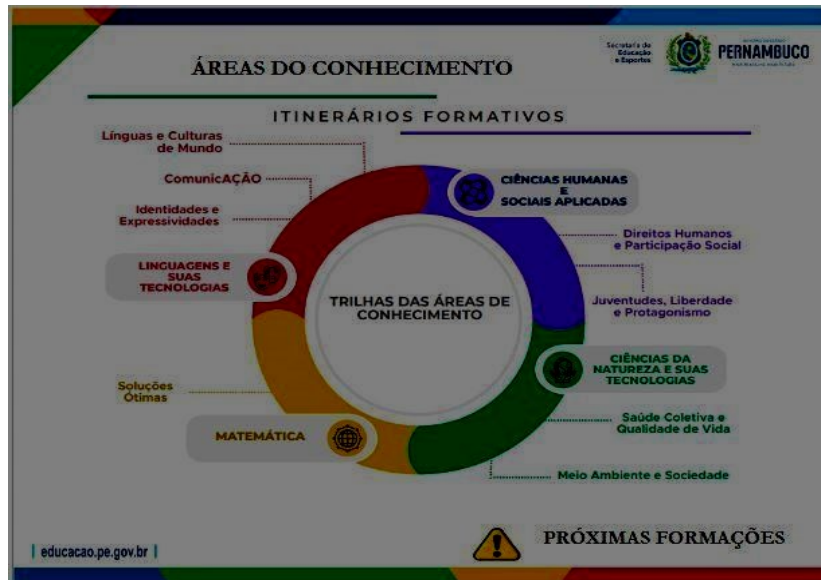 Secretaria de
Educação
e Esportes
PERNAMBUCO
ÁREAS DO CONHECIMENTO
ITINERÁRIOS FORMATIVOS
Línguas e Culturas
de Mundo
ComunicAÇÃO
Identidades e
Expressividades
LINGUAGENS E
SUAS
TECNOLOGIAS
CIÊNCIAS HUMANAS
E
SOCIAIS APLICADAS
Direitos Humanos
e Participação Social
Juventudes, Liberdade
e Protagonismo
TRILHAS DAS ÁREAS DE
CONHECIMENTO
CIÊNCIAS DA
NATUREZA E SUAS
TECNOLOGIAS
Soluções
Ótimas
MATEMÁTICA
Saúde Coletiva e
Qualidade de Vida
Meio Ambiente e Sociedade
| educacao.pe.gov.br |
PRÓXIMAS FORMAÇÕES